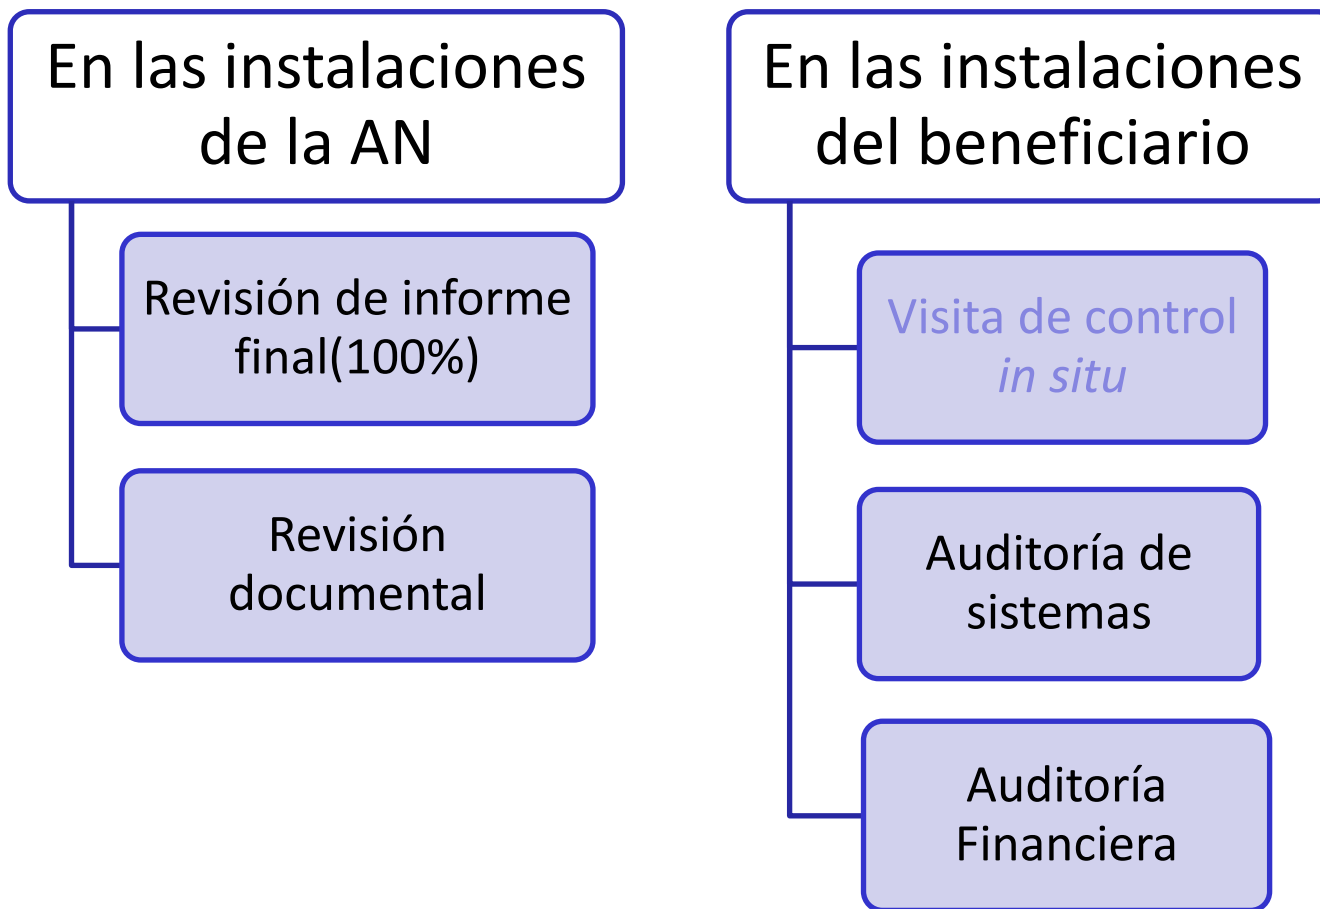 En las instalaciones
de la AN
Revisión de informe
final(100%)
Revisión
documental
En las instalaciones
del beneficiario
Visita de control
in situ
Auditoría de
sistemas
Auditoría
Financiera